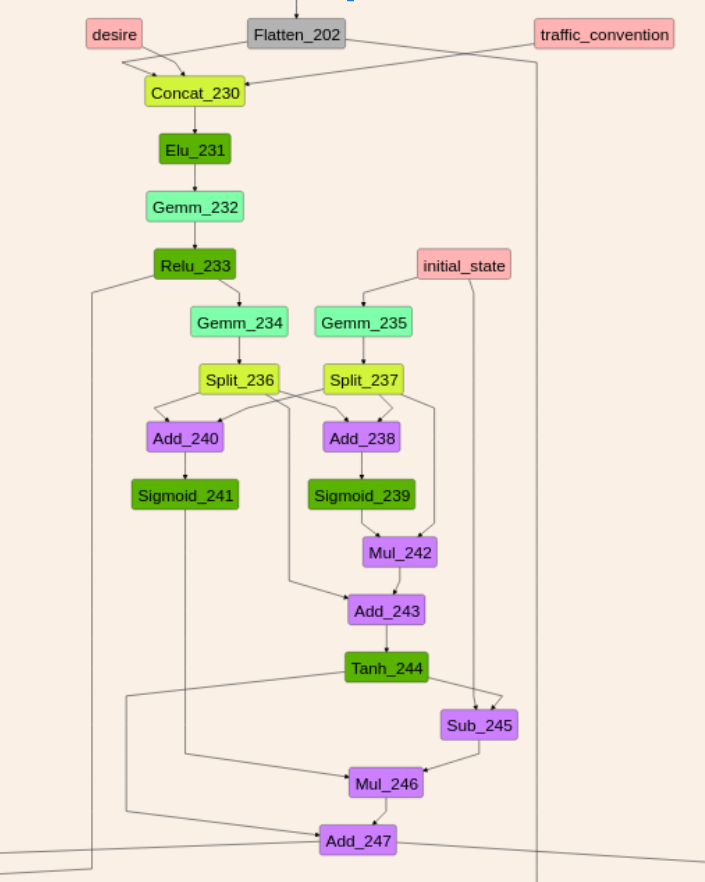 desire
Flatten_202
traffic_convention
Concat_230
Elu_231
Gemm_232
Relu_233
initial_state
Gemm_234
Gemm_235
Split_236
Split_237
Add_240
Add_238
Sigmoid_241
Sigmoid_239
Mul_242
Add_243
Tanh_244
Sub_245
Mul_246
Add_247